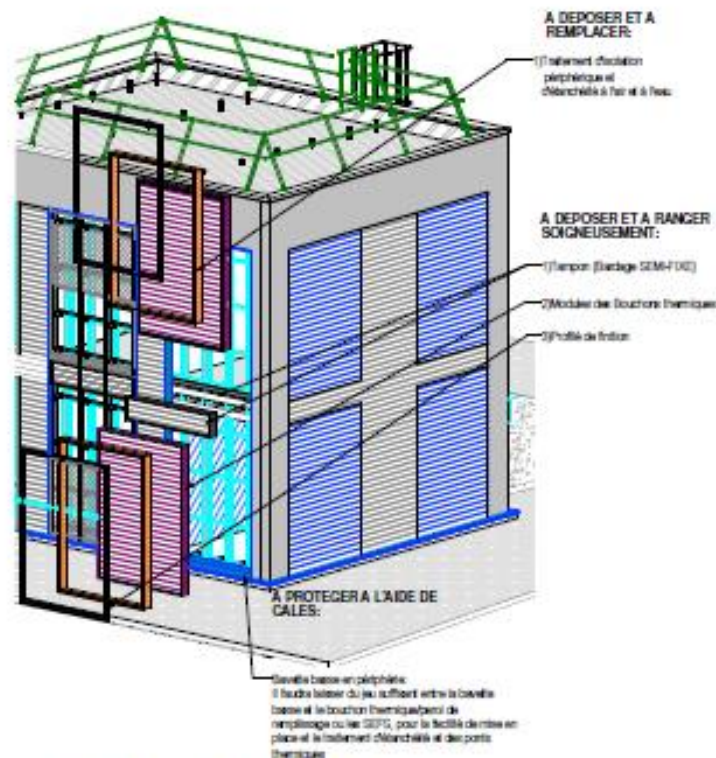 A DEPOSER ET A
REMPLACER:
1)Traitement d'isolation
périphérique et
d'étanchéité à l'air et à l'eau
A DEPOSER ET A RANGER
SOIGNEUSEMENT:
1)Tampon (Bardage SEMI-FIXE)
2)Modules des Bouchons thermiques
3)Profilé de finition
A PROTEGER A L'AIDE DE
CALES:
Bavette basse en périphérie:
Il faudra laisser du jeu suffisant entre la bavette
basse et le bouchon thermique/paroi de
remplissage ou les SEFS, pour la facilité de mise en
place et le traitement d'étanchéité et des ponts
thermiques